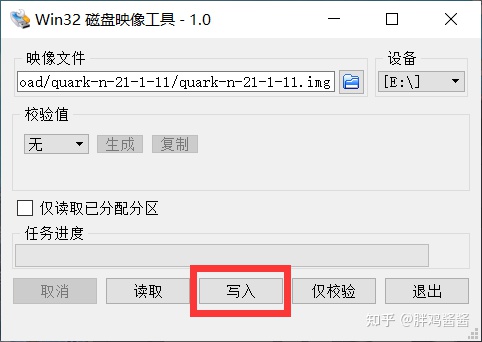 Win32 磁盘映像工具 - 1.0
映像文件
设备
oad/quark-n-21-1-11/quark-n-21-1-11.img
[E:\]
校验值
无
生成
复制
仅读取已分配分区
任务进度
取消
读取
写入
仅校验
退出
知乎 @胖鸡酱酱